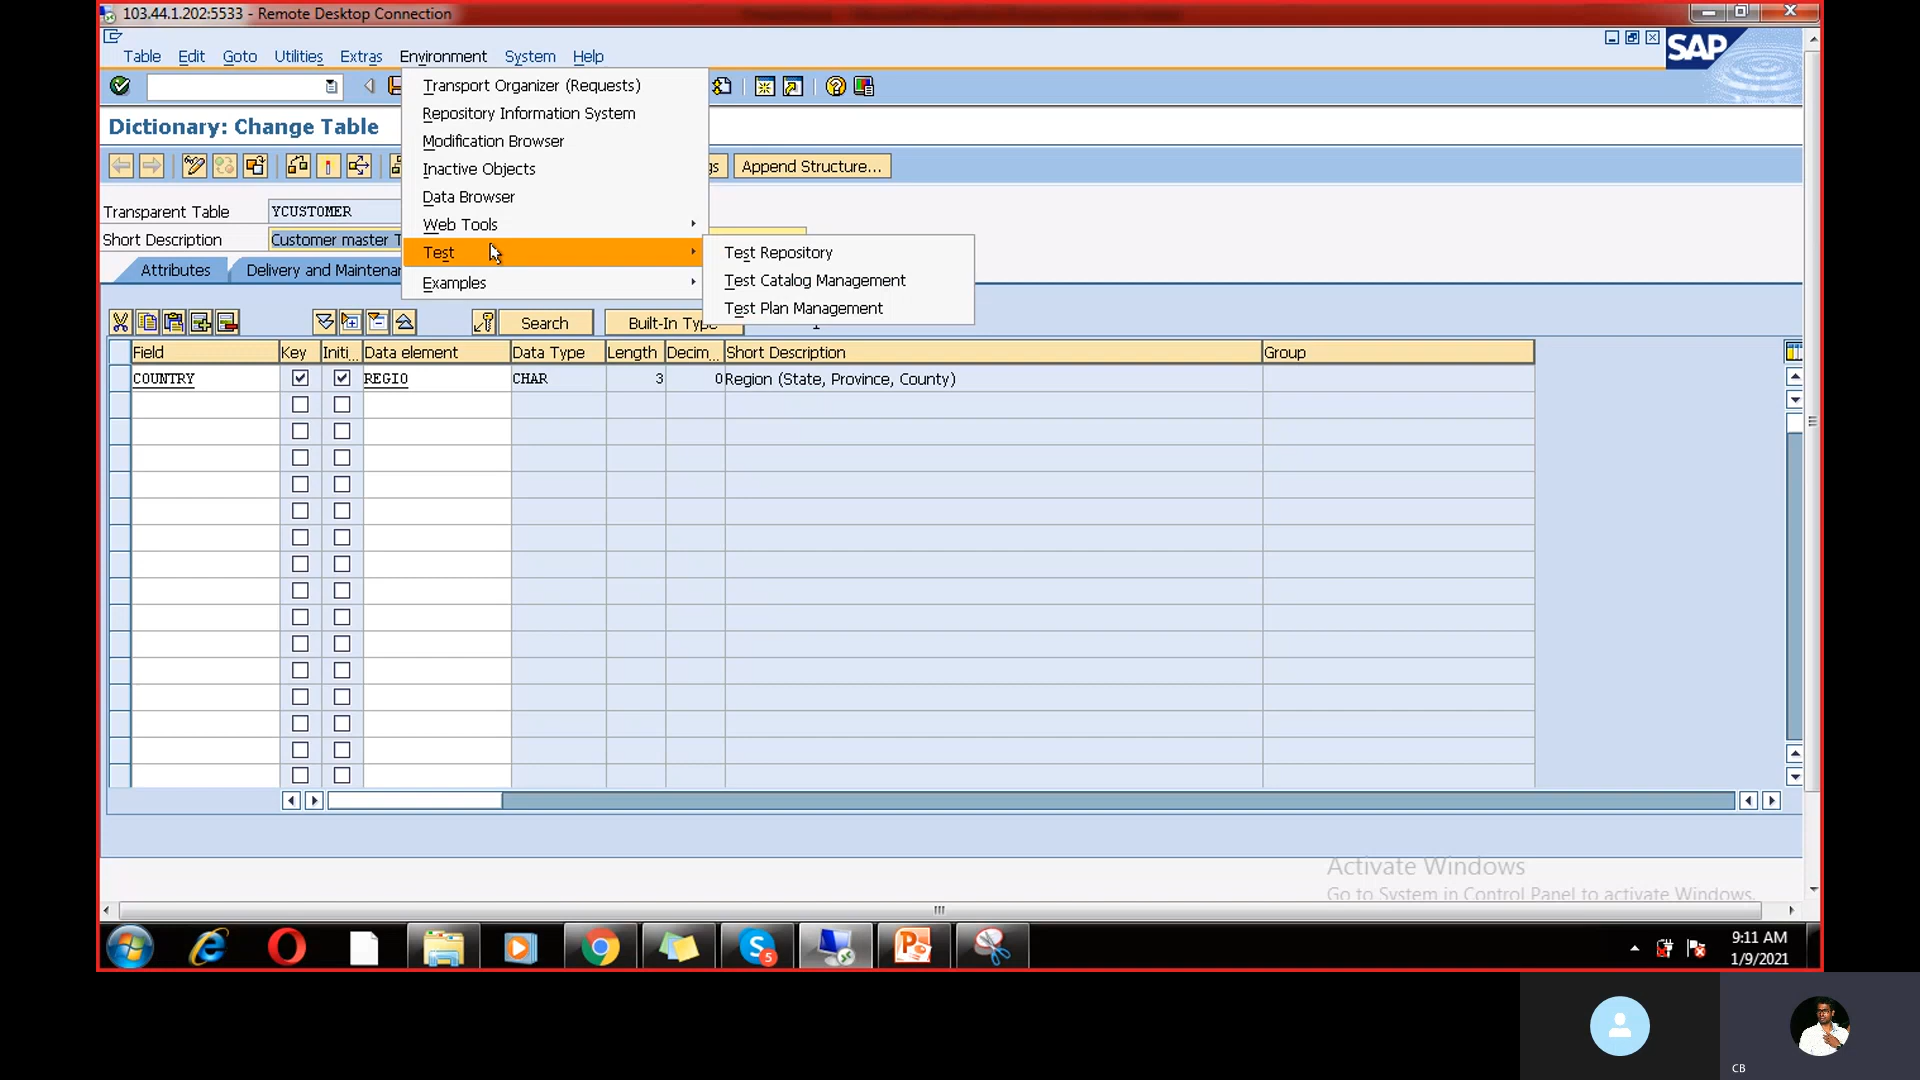 103.44.1.202:5533 - Remote Desktop Connection
Table Edit Goto Utilities Extras Environment System Help
SAP
Transport Organizer (Requests)
Repository Information System
Modification Browser
Inactive Objects
Data Browser
Web Tools
Test
Examples
Test Repository
Test Catalog Management
Test Plan Management
Dictionary: Change Table
Append Structure...
Transparent Table YCUSTOMER
Short Description Customer master T
Attributes Delivery and Maintenan
Search Built-In Type
Field Key Initi... Data element Data Type Length Decim... Short Description Group
COUNTRY REGIO CHAR 3 0 Region (State, Province, County)
Activate Windows
Go to System in Control Panel to activate Windows.
5
9:11 AM
1/9/2021
CB